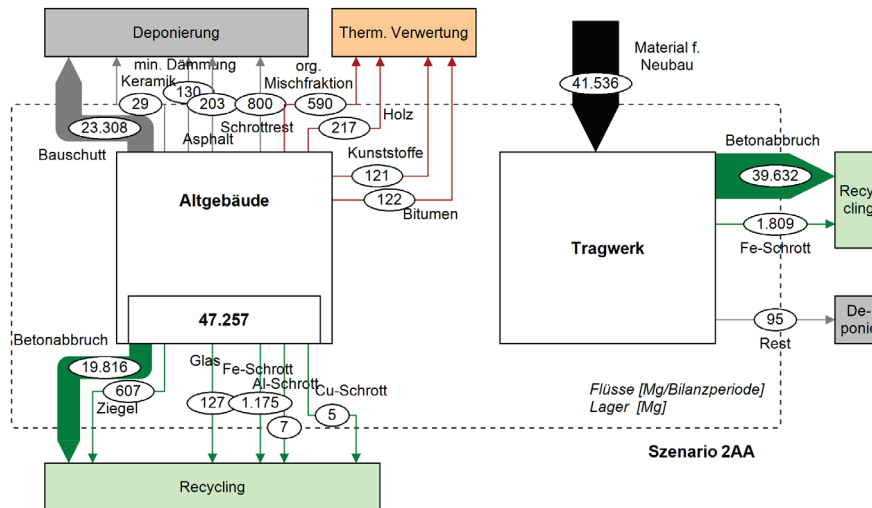 Deponierung
Therm. Verwertung
Material f.
Neubau
41.536
min. Dämmung
Keramik
org.
Mischfraktion
130
29
203
800
590
Schrottrest
Asphalt
217
Holz
23.308
Bauschutt
Kunststoffe
121
122
Bitumen
Altgebäude
47.257
Tragwerk
Betonabbruch
39.632
Recy
cling
1.809
Fe-Schrott
95
Rest
De-
ponie
Betonabbruch
19.816
607
Ziegel
Glas
Fe-Schrott
Al-Schrott
Cu-Schrott
127
1.175
7
5
Flüsse [Mg/Bilanzperiode]
Lager [Mg]
Szenario 2AA
Recycling